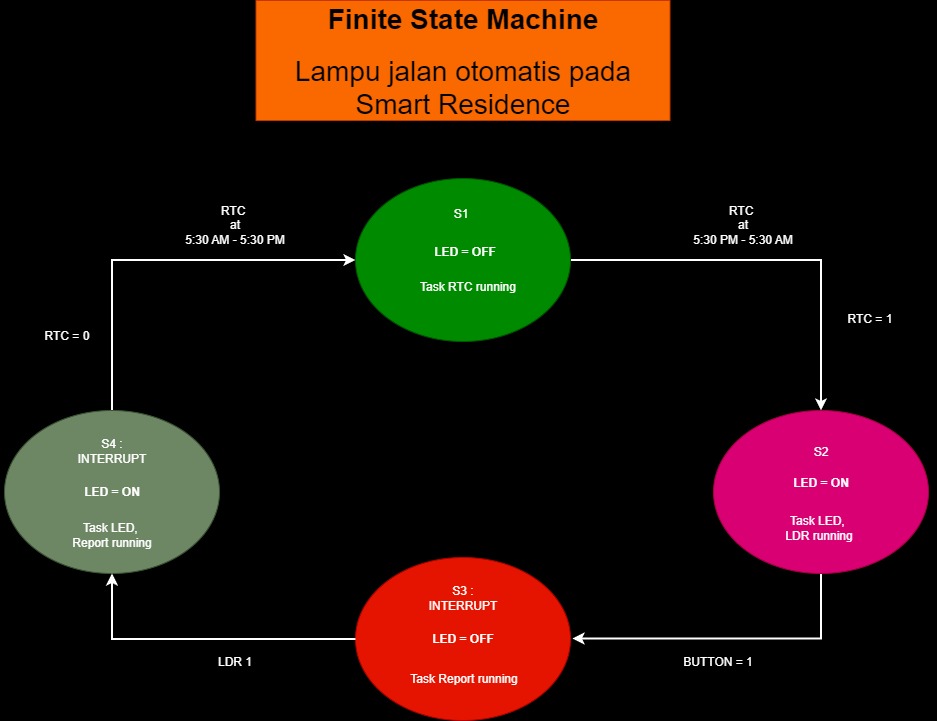 Finite State Machine
Lampu jalan otomatis pada
Smart Residence
RTC
at
5:30 AM - 5:30 PM
S1
LED = OFF
Task RTC running
RTC
at
5:30 PM - 5:30 AM
RTC = 0
RTC = 1
S4 :
INTERRUPT
LED = ON
Task LED,
Report running
S2
LED = ON
Task LED,
LDR running
S3 :
INTERRUPT
LED = OFF
Task Report running
LDR 1
BUTTON = 1